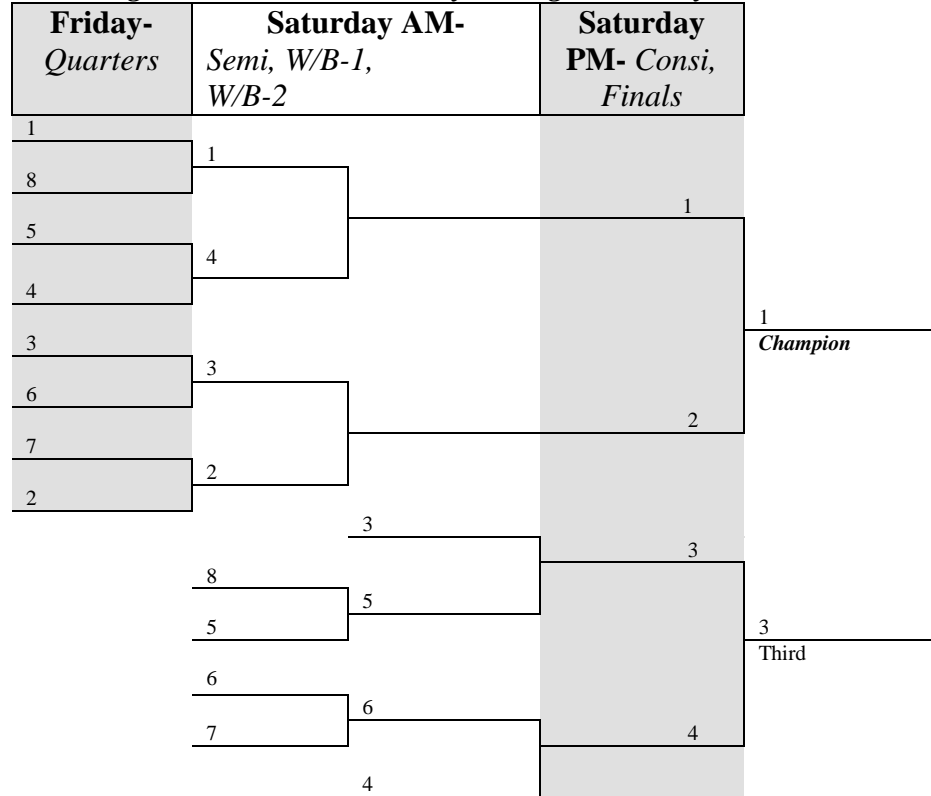 Friday-
Quarters
Saturday AM-
Semi, W/B-1,
W/B-2
Saturday
PM- Consi,
Finals
1
8
5
4
3
6
7
2
1
4
3
2
1
2
1
Champion
3
8
5
5
3
3
Third
6
7
6
4
4